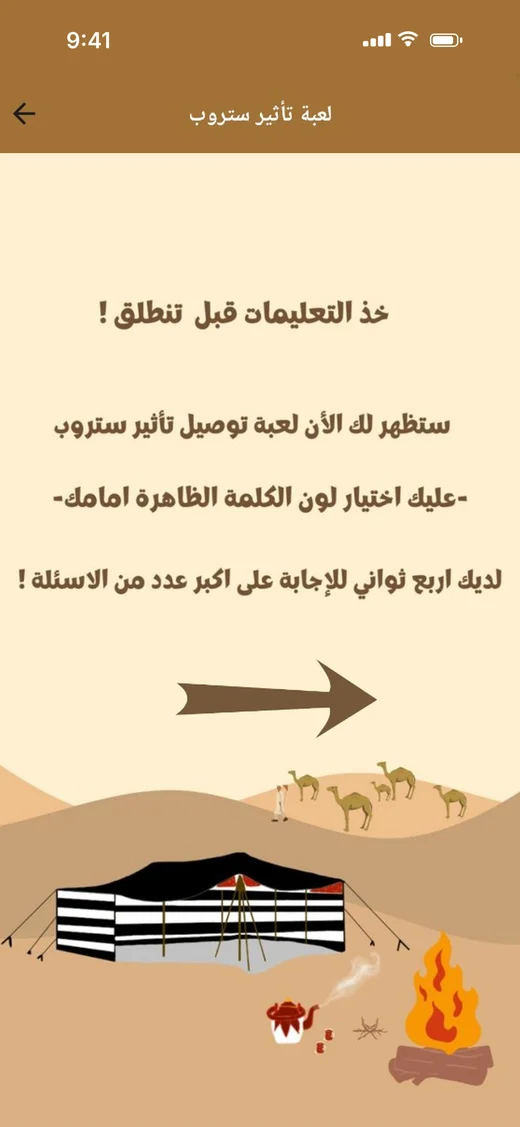 9:41
لعبة تأثير ستروب
خذ التعليمات قبل تنطلق !
ستظهر لك الأن لعبة توصيل تأثير ستروب
-عليك اختيار لون الكلمة الظاهرة امامك-
لديك اربع ثواني للإجابة على اكبر عدد من الاسئلة !